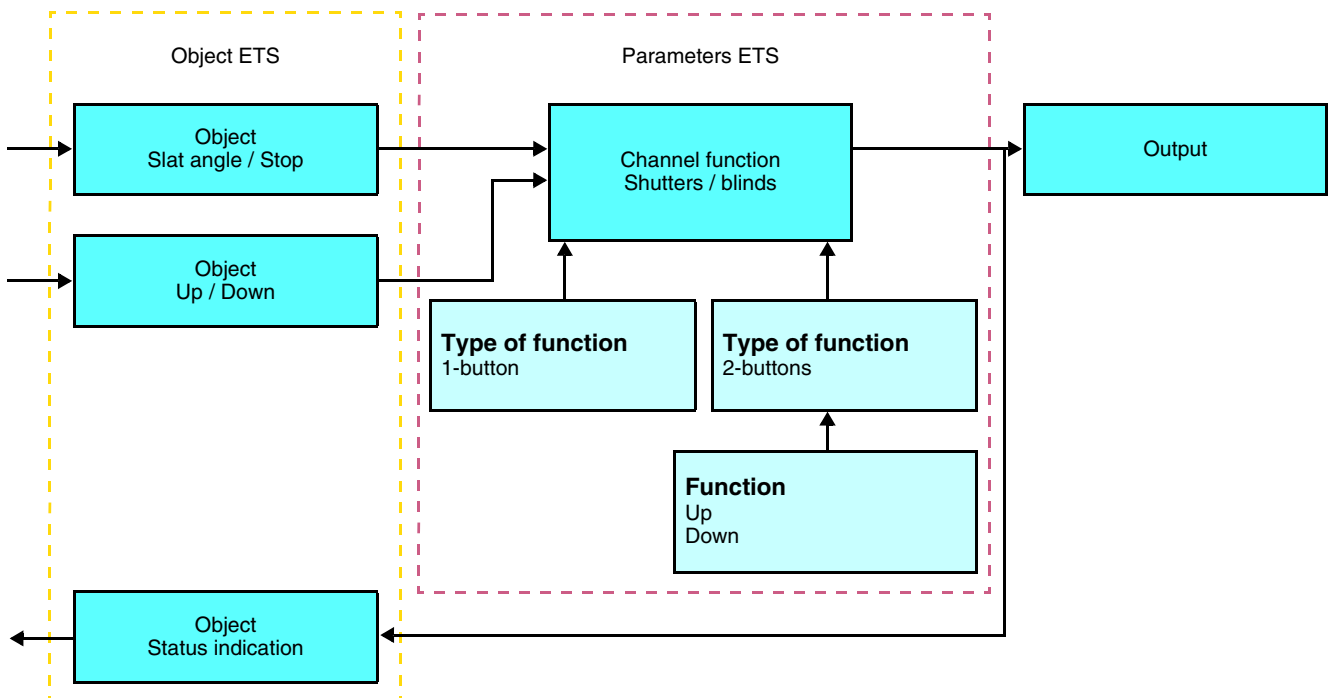 Object ETS
Parameters ETS
Object
Slat angle / Stop
Channel function
Shutters / blinds
Output
Object
Up / Down
Type of function
1-button
Type of function
2-buttons
Function
Up
Down
Object
Status indication